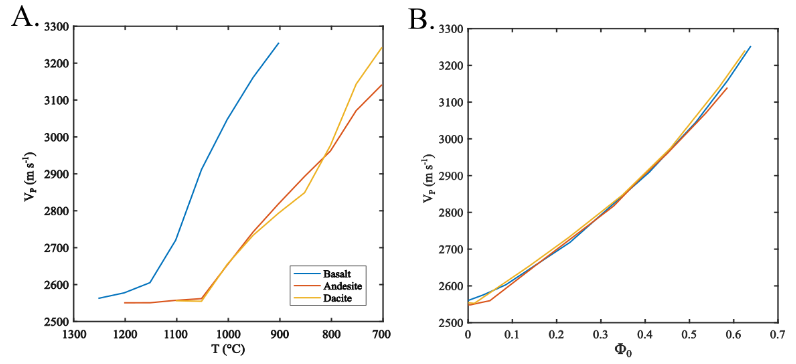 A.
3300
3200
3100
3000
2900
2800
2700
2600
2500
V_P (m s⁻¹)
1300 1200 1100 1000 900 800 700
T (°C)
Basalt
Andesite
Dacite
B.
3300
3200
3100
3000
2900
2800
2700
2600
2500
V_P (m s⁻¹)
0 0.1 0.2 0.3 0.4 0.5 0.6 0.7
Φ₀